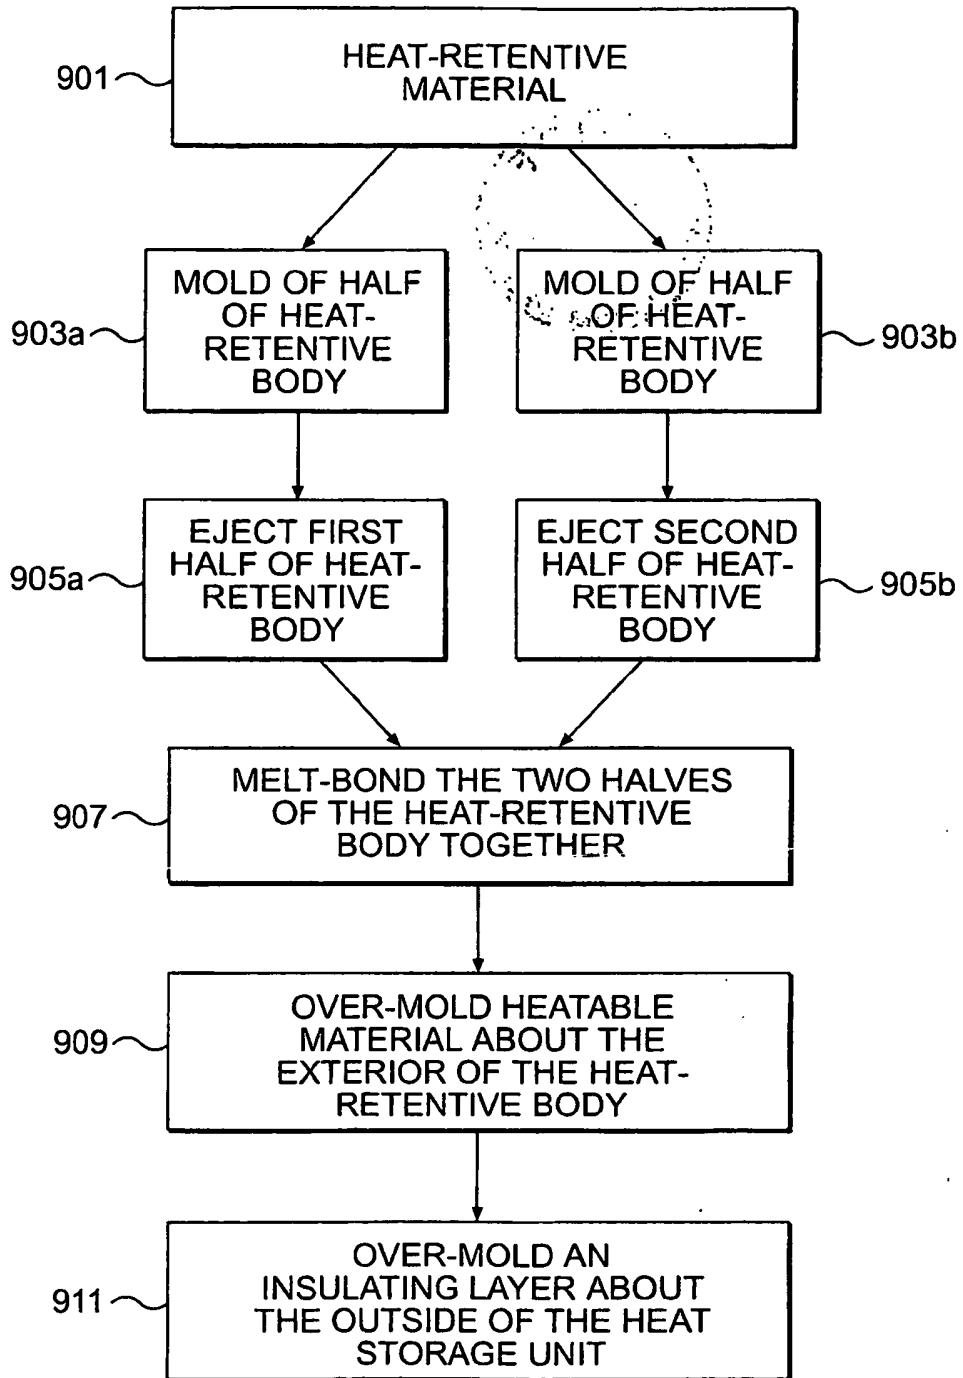 HEAT-RETENTIVE
MATERIAL
901
MOLD OF HALF
OF HEAT-
RETENTIVE
BODY
903a
MOLD OF HALF
OF HEAT-
RETENTIVE
BODY
903b
EJECT FIRST
HALF OF HEAT-
RETENTIVE
BODY
905a
EJECT SECOND
HALF OF HEAT-
RETENTIVE
BODY
905b
MELT-BOND THE TWO HALVES
OF THE HEAT-RETENTIVE
BODY TOGETHER
907
OVER-MOLD HEATABLE
MATERIAL ABOUT THE
EXTERIOR OF THE HEAT-
RETENTIVE BODY
909
OVER-MOLD AN
INSULATING LAYER ABOUT
THE OUTSIDE OF THE HEAT
STORAGE UNIT
911